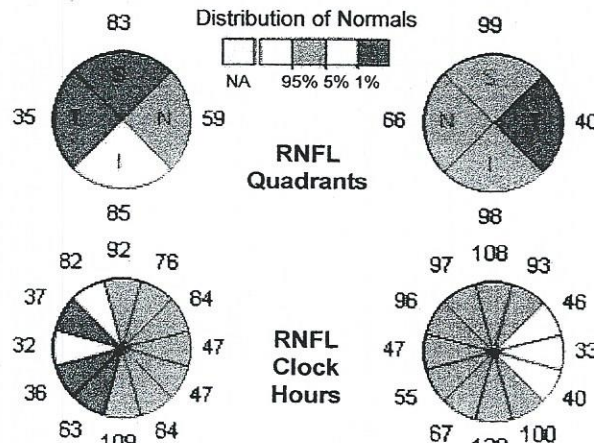 83
Distribution of Normals
99
NA 95% 5% 1%
S
T N
I
35 59
85
RNFL
Quadrants
S
N T
I
66 40
98
82 92 76
37 64
32 47
36 47
63 109 84
RNFL
Clock
Hours
97 108 93
96 46
47 33
55 40
67 100